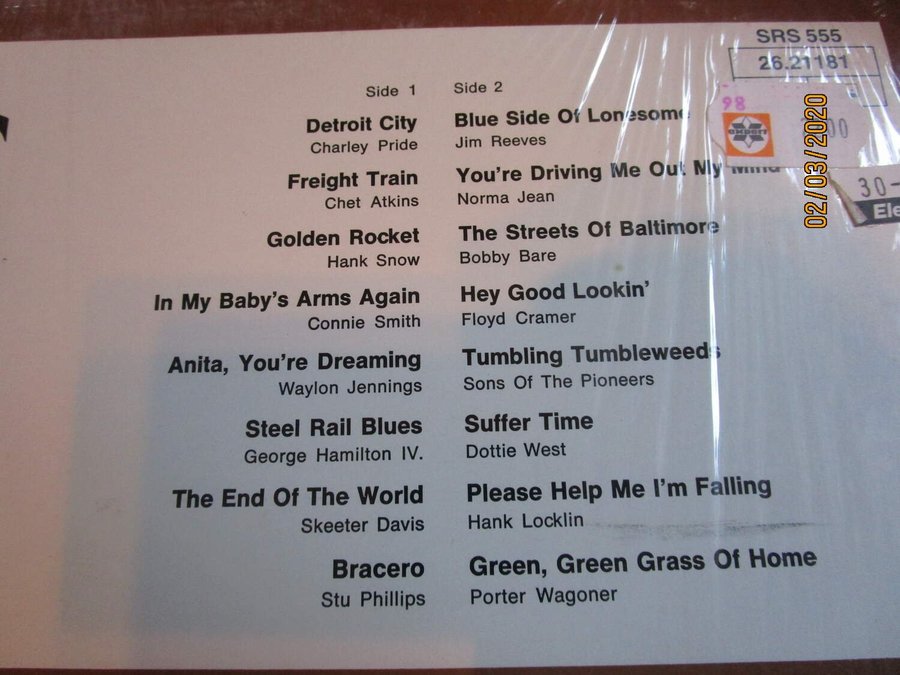 SRS 555
26.21181
Side 1
Detroit City
Charley Pride
Freight Train
Chet Atkins
Golden Rocket
Hank Snow
In My Baby's Arms Again
Connie Smith
Anita, You're Dreaming
Waylon Jennings
Steel Rail Blues
George Hamilton IV.
The End Of The World
Skeeter Davis
Bracero
Stu Phillips
Side 2
Blue Side Of Lonesome
Jim Reeves
You're Driving Me Out My Mind
Norma Jean
The Streets Of Baltimore
Bobby Bare
Hey Good Lookin'
Floyd Cramer
Tumbling Tumbleweeds
Sons Of The Pioneers
Suffer Time
Dottie West
Please Help Me I'm Falling
Hank Locklin
Green, Green Grass Of Home
Porter Wagoner
98
expert
30-
Ele
02/03/2020